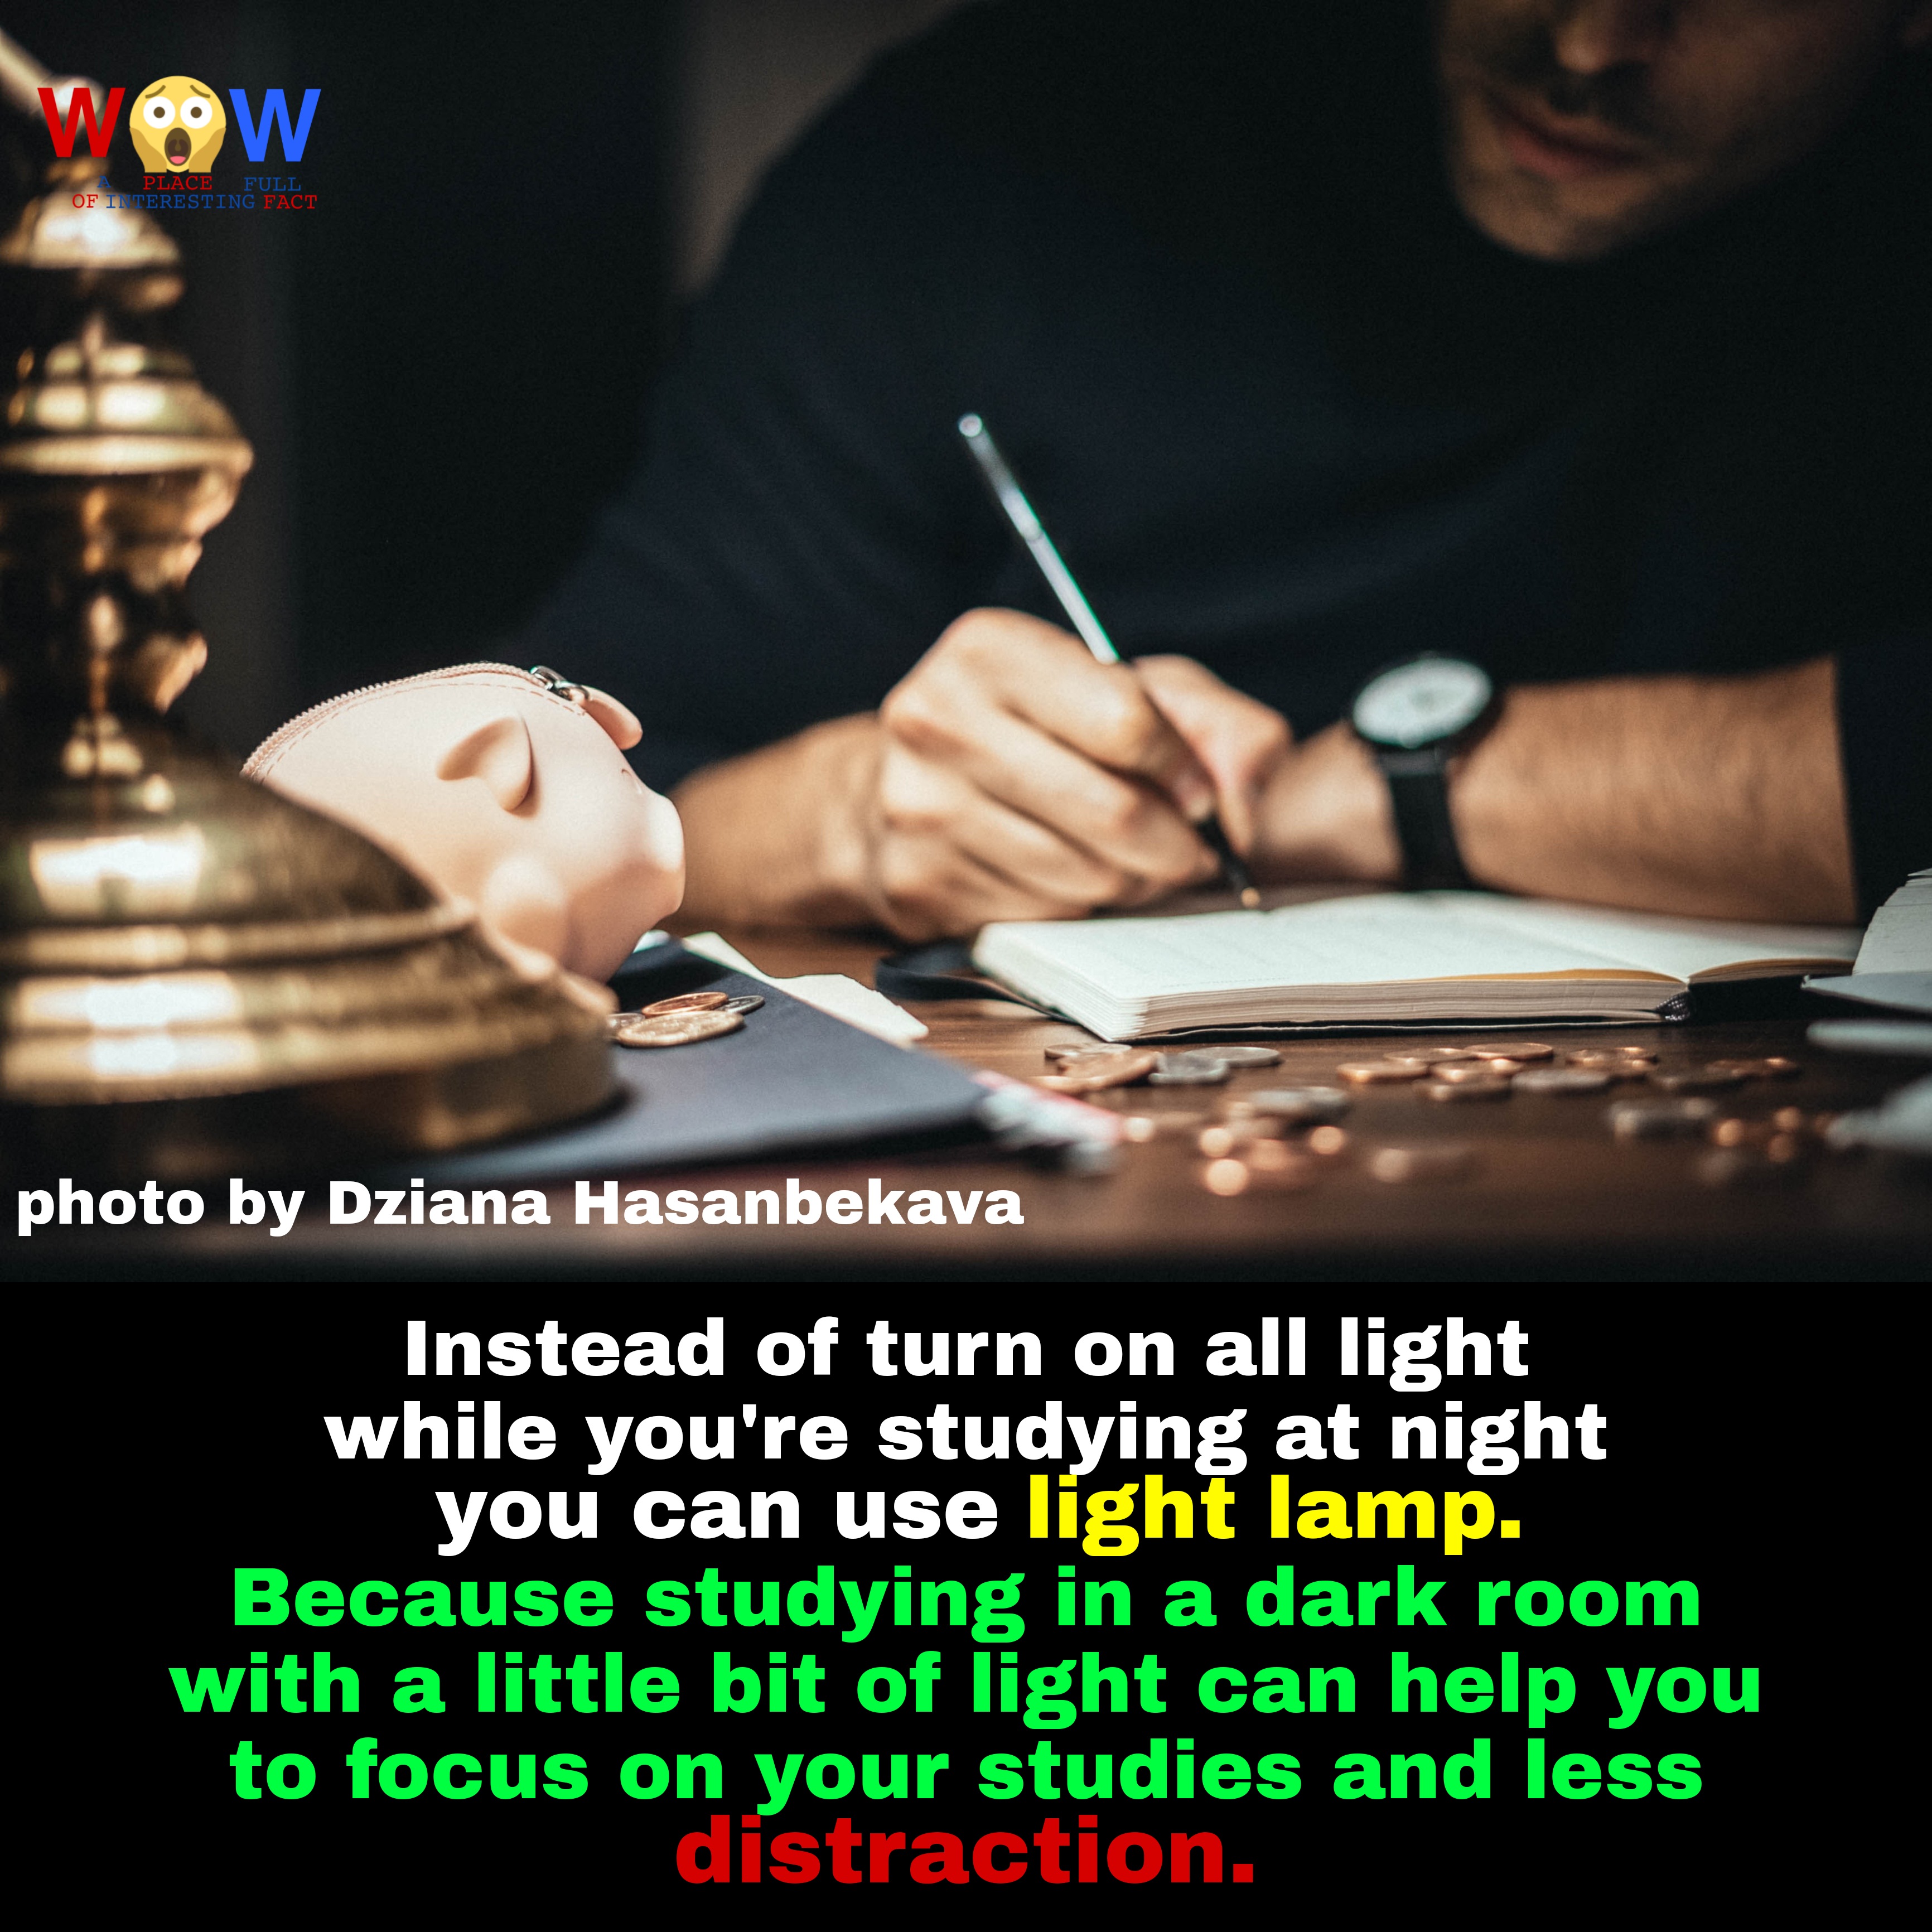 W😱W
A PLACE FULL
OF INTERESTING FACT
photo by Dziana Hasanbekava
Instead of turn on all light
while you're studying at night
you can use light lamp.
Because studying in a dark room
with a little bit of light can help you
to focus on your studies and less
distraction.